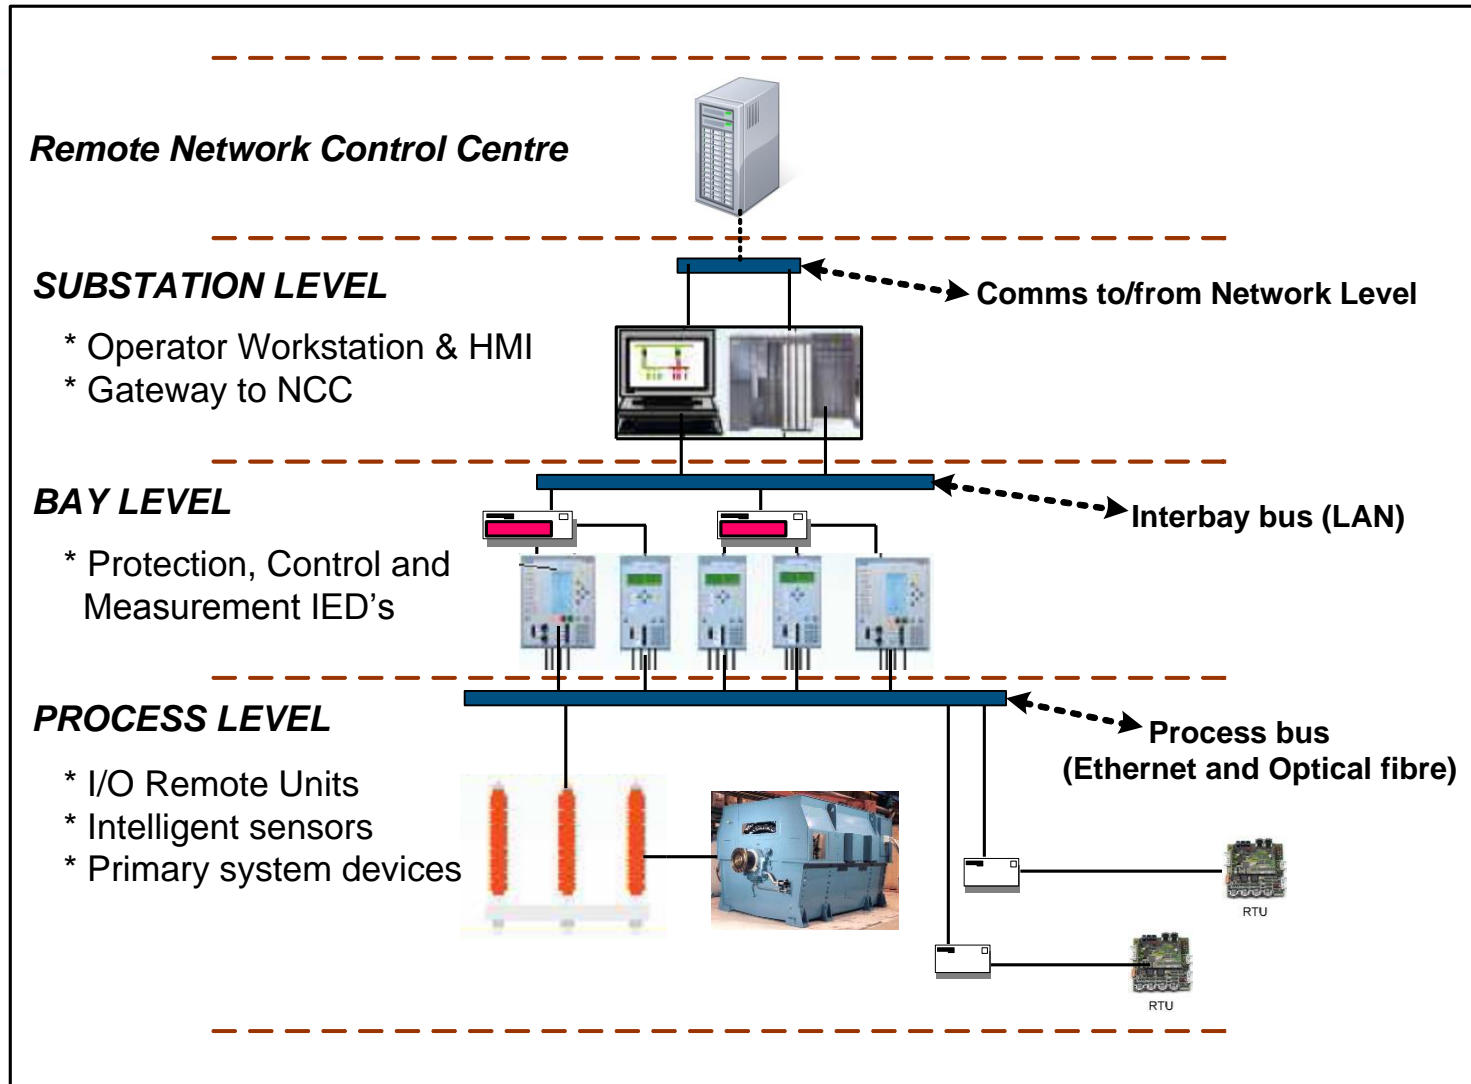 Remote Network Control Centre
SUBSTATION LEVEL
* Operator Workstation & HMI
* Gateway to NCC
Comms to/from Network Level
BAY LEVEL
* Protection, Control and
Measurement IED's
Interbay bus (LAN)
PROCESS LEVEL
* I/O Remote Units
* Intelligent sensors
* Primary system devices
Process bus
(Ethernet and Optical fibre)
RTU
RTU